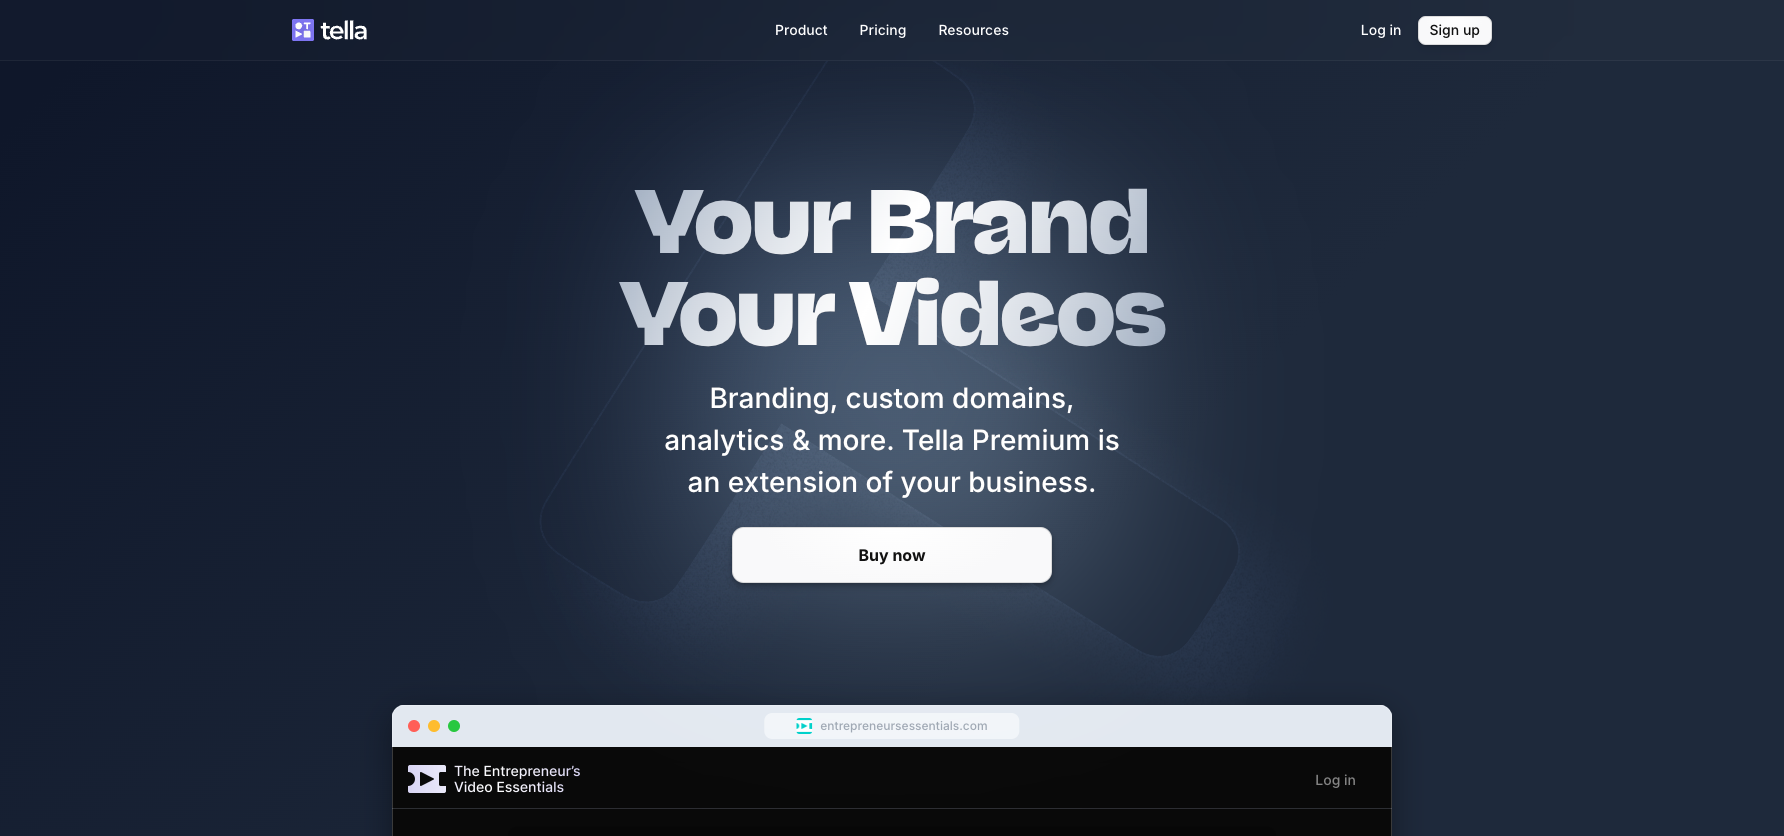 tella
Product
Pricing
Resources
Log in
Sign up
Your Brand
Your Videos
Branding, custom domains,
analytics & more. Tella Premium is
an extension of your business.
Buy now
entrepreneursessentials.com
The Entrepreneur’s
Video Essentials
Log in